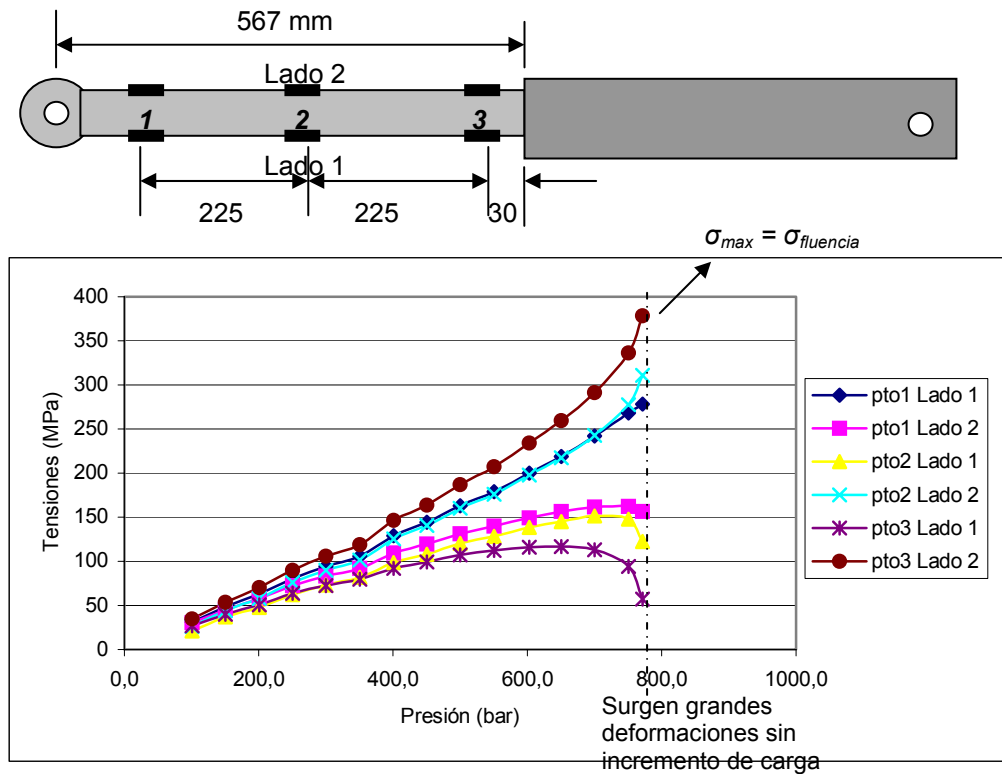 567 mm
Lado 2
1 2 3
Lado 1
225 225 30
σmax = σfluencia
Tensiones (MPa)
400
350
300
250
200
150
100
50
0
0,0 200,0 400,0 600,0 800,0 1000,0
Presión (bar)
pto1 Lado 1
pto1 Lado 2
pto2 Lado 1
pto2 Lado 2
pto3 Lado 1
pto3 Lado 2
Surgen grandes
deformaciones sin
incremento de carga